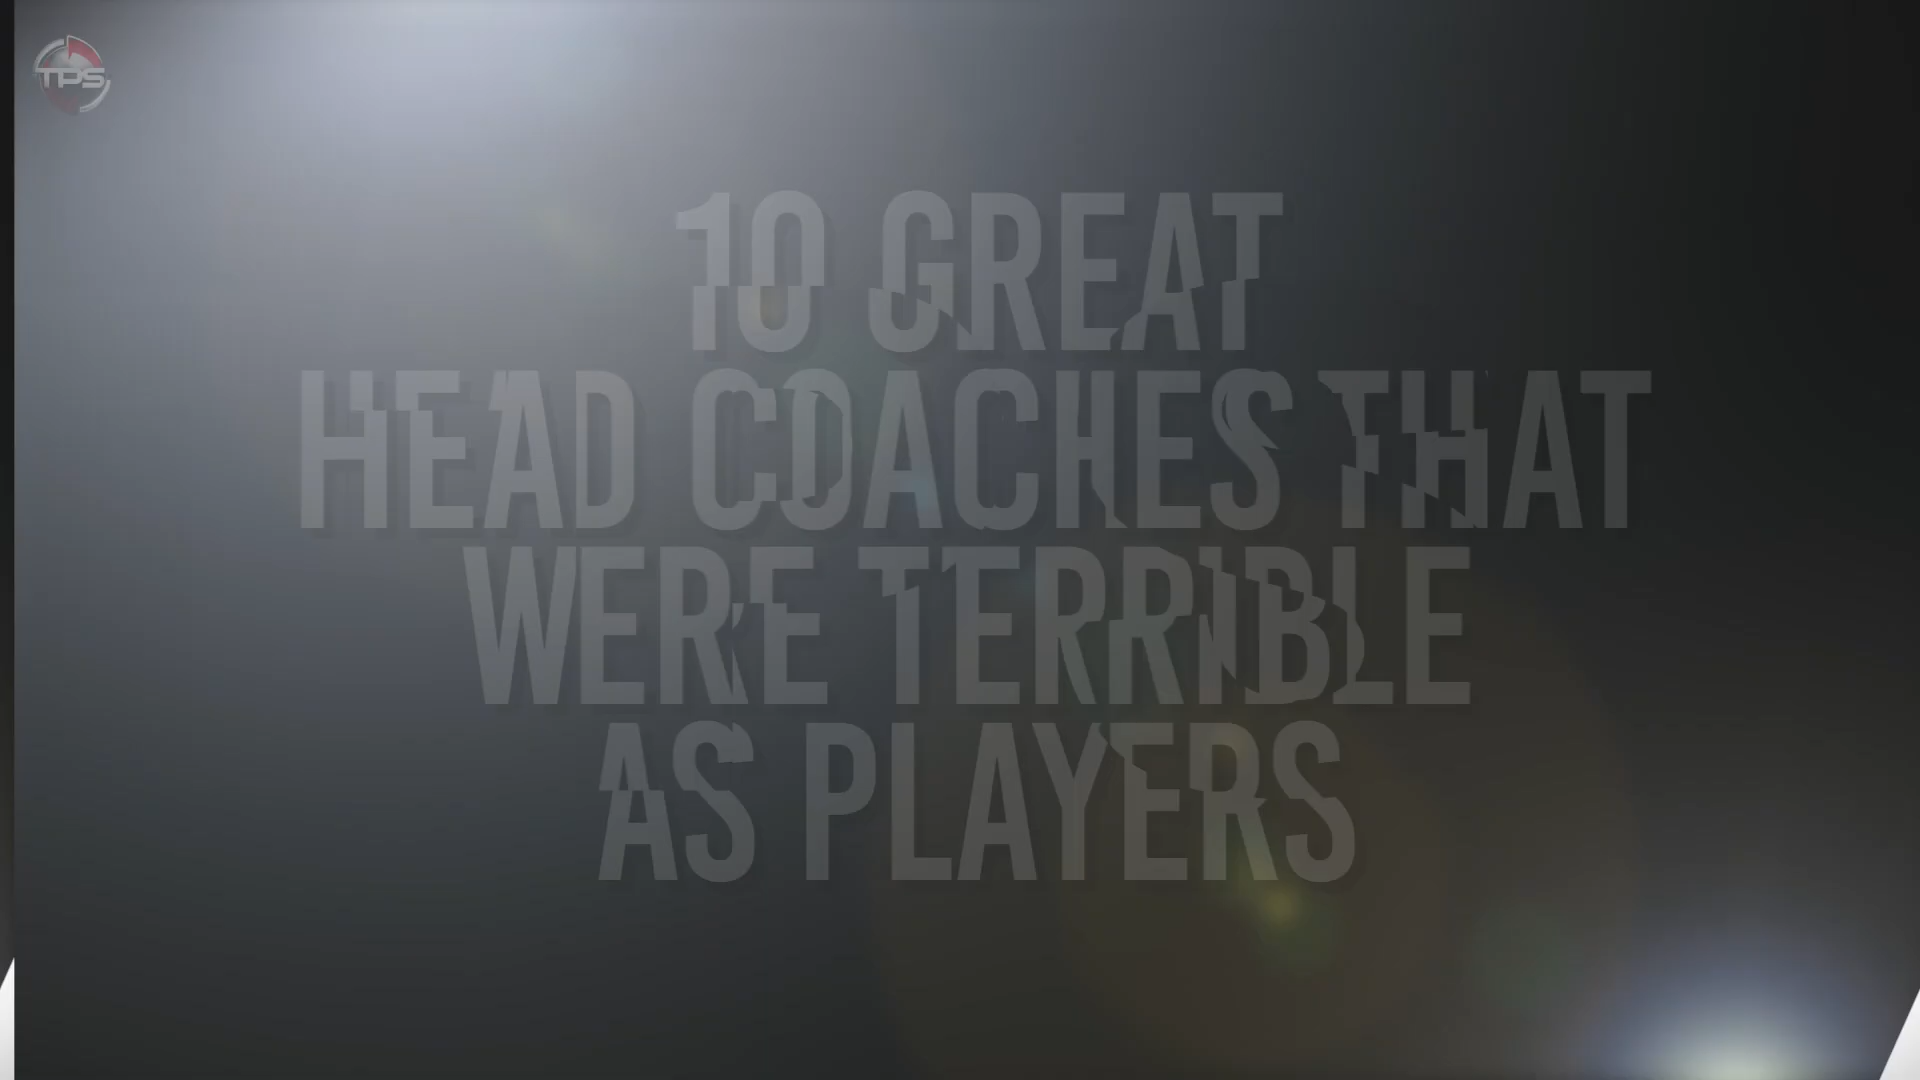 TPS
10 GREAT
HEAD COACHES THAT
WERE TERRIBLE
AS PLAYERS